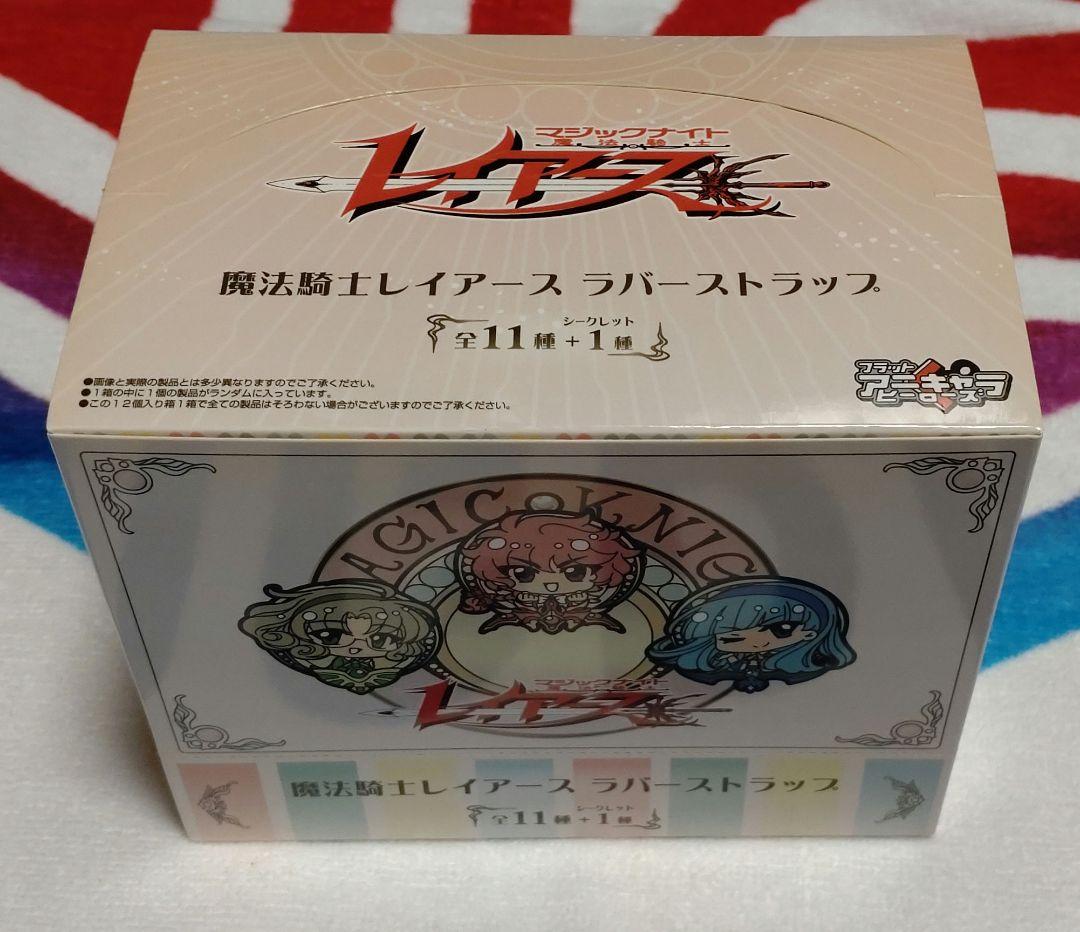 マジックナイト
魔法騎士
レイアース
魔法騎士レイアース ラバーストラップ
シークレット
全11種+1種
●画像と実際の製品とは多少異なりますのでご了承ください。
●1箱の中に1個の製品がランダムに入っています。
●この12個入り箱1箱で全ての製品はそろわない場合がございますのでご了承ください。
フラット
アニキャラ
ヒーローズ
MAGIC KNIG
マジックナイト
魔法騎士
レイアース
魔法騎士レイアース ラバーストラップ
シークレット
全11種+1種